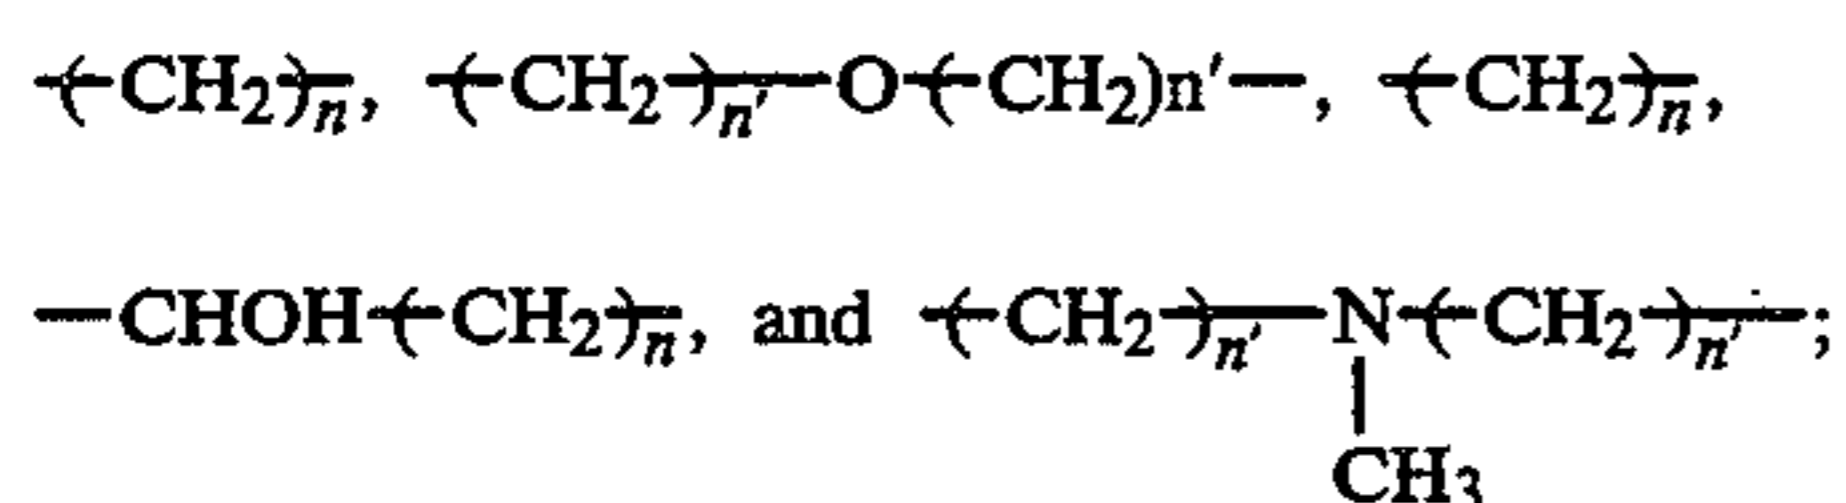 -(CH₂)ₙ-, -(CH₂)ₙ'-O-(CH₂)n'-, -(CH₂)ₙ-,
-CHOH-(CH₂)ₙ-, and -(CH₂)ₙ'-N-(CH₂)ₙ'-;
CH₃